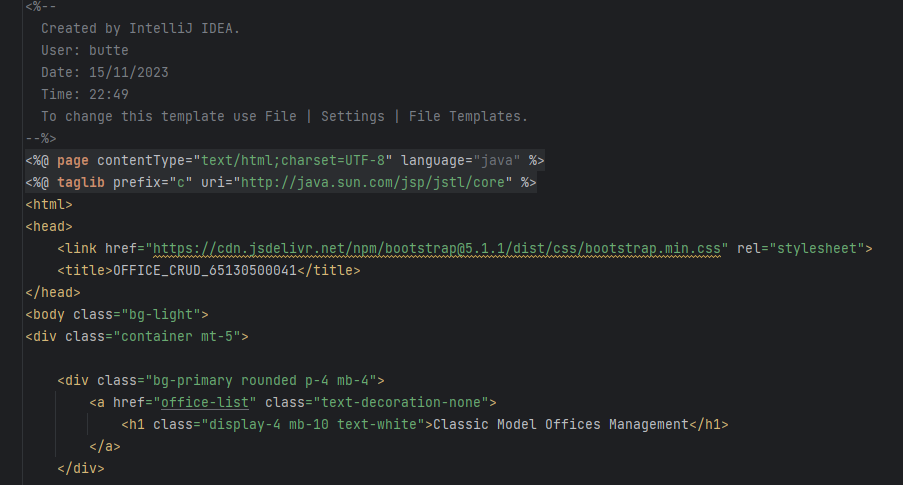 <%--
  Created by IntelliJ IDEA.
  User: butte
  Date: 15/11/2023
  Time: 22:49
  To change this template use File | Settings | File Templates.
--%>
<%@ page contentType="text/html;charset=UTF-8" language="java" %>
<%@ taglib prefix="c" uri="http://java.sun.com/jsp/jstl/core" %>
<html>
<head>
    <link href="https://cdn.jsdelivr.net/npm/bootstrap@5.1.1/dist/css/bootstrap.min.css" rel="stylesheet">
    <title>OFFICE_CRUD_65130500041</title>
</head>
<body class="bg-light">
<div class="container mt-5">

    <div class="bg-primary rounded p-4 mb-4">
        <a href="office-list" class="text-decoration-none">
            <h1 class="display-4 mb-10 text-white">Classic Model Offices Management</h1>
        </a>
    </div>